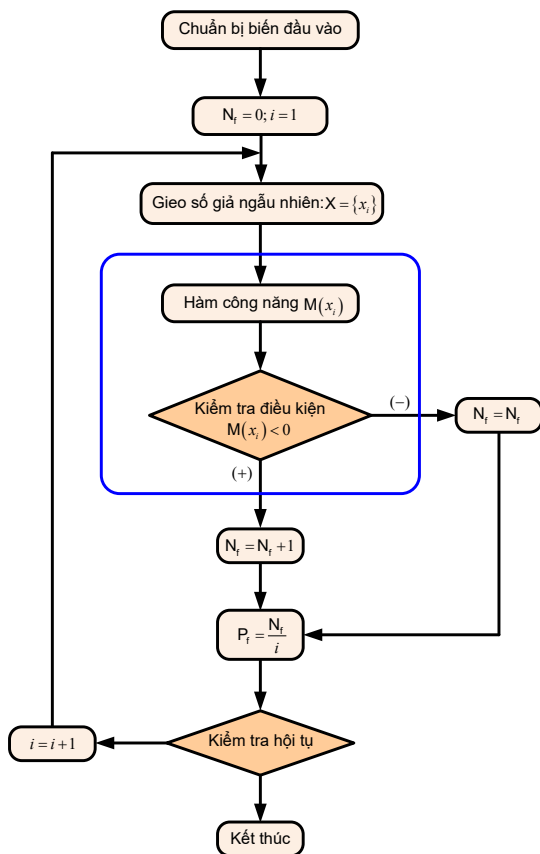 Chuẩn bị biến đầu vào
N_f = 0; i = 1
Gieo số giả ngẫu nhiên: X = {x_i}
Hàm công năng M(x_i)
Kiểm tra điều kiện
M(x_i) < 0
(−)
N_f = N_f
(+)
N_f = N_f + 1
P_f = N_f / i
Kiểm tra hội tụ
i = i + 1
Kết thúc